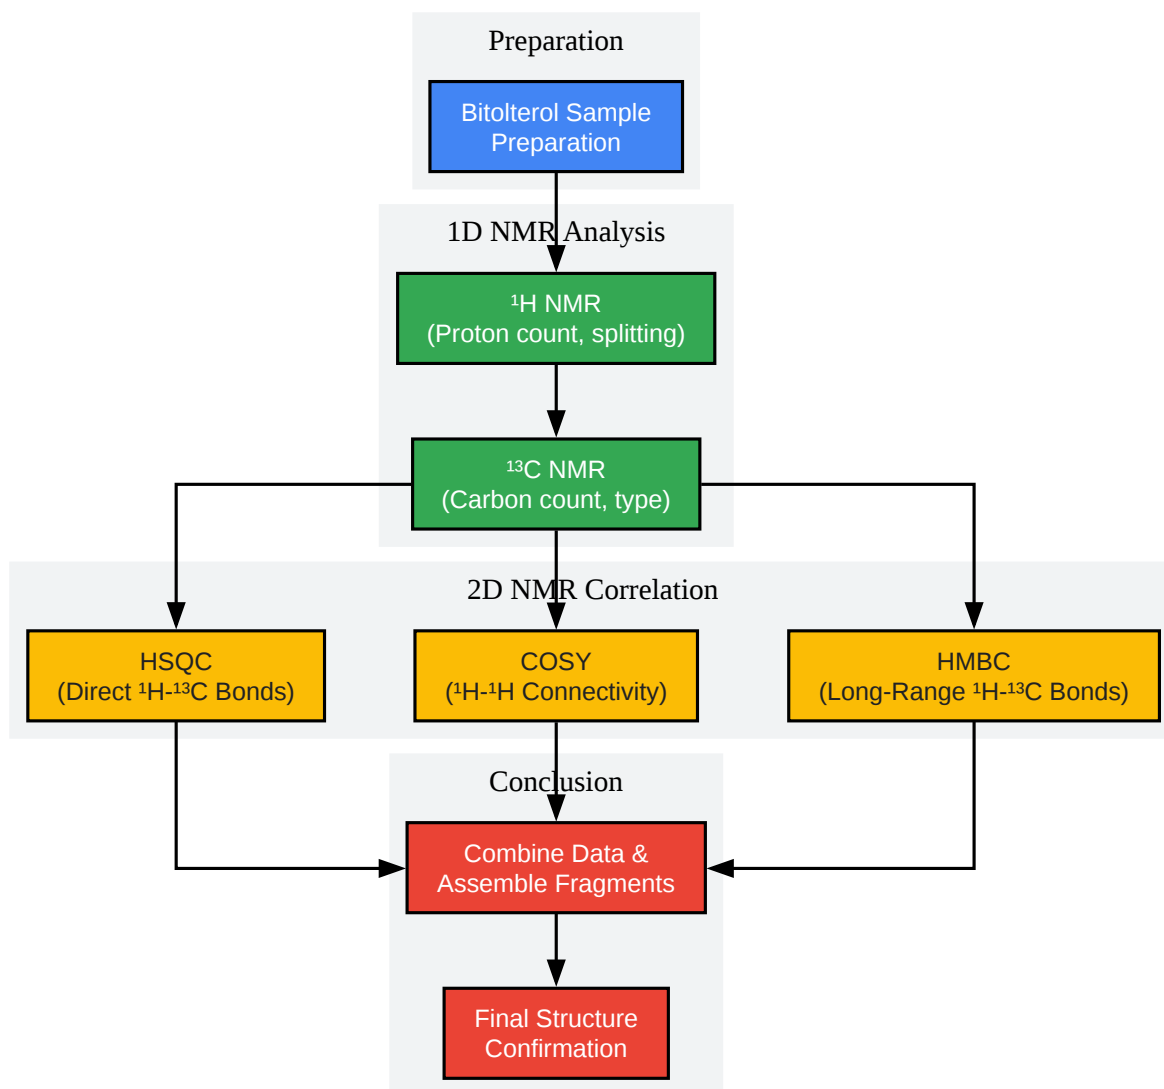 Preparation
Bitolterol Sample
Preparation
1D NMR Analysis
¹H NMR
(Proton count, splitting)
¹³C NMR
(Carbon count, type)
2D NMR Correlation
HSQC
(Direct ¹H-¹³C Bonds)
COSY
(¹H-¹H Connectivity)
HMBC
(Long-Range ¹H-¹³C Bonds)
Conclusion
Combine Data &
Assemble Fragments
Final Structure
Confirmation